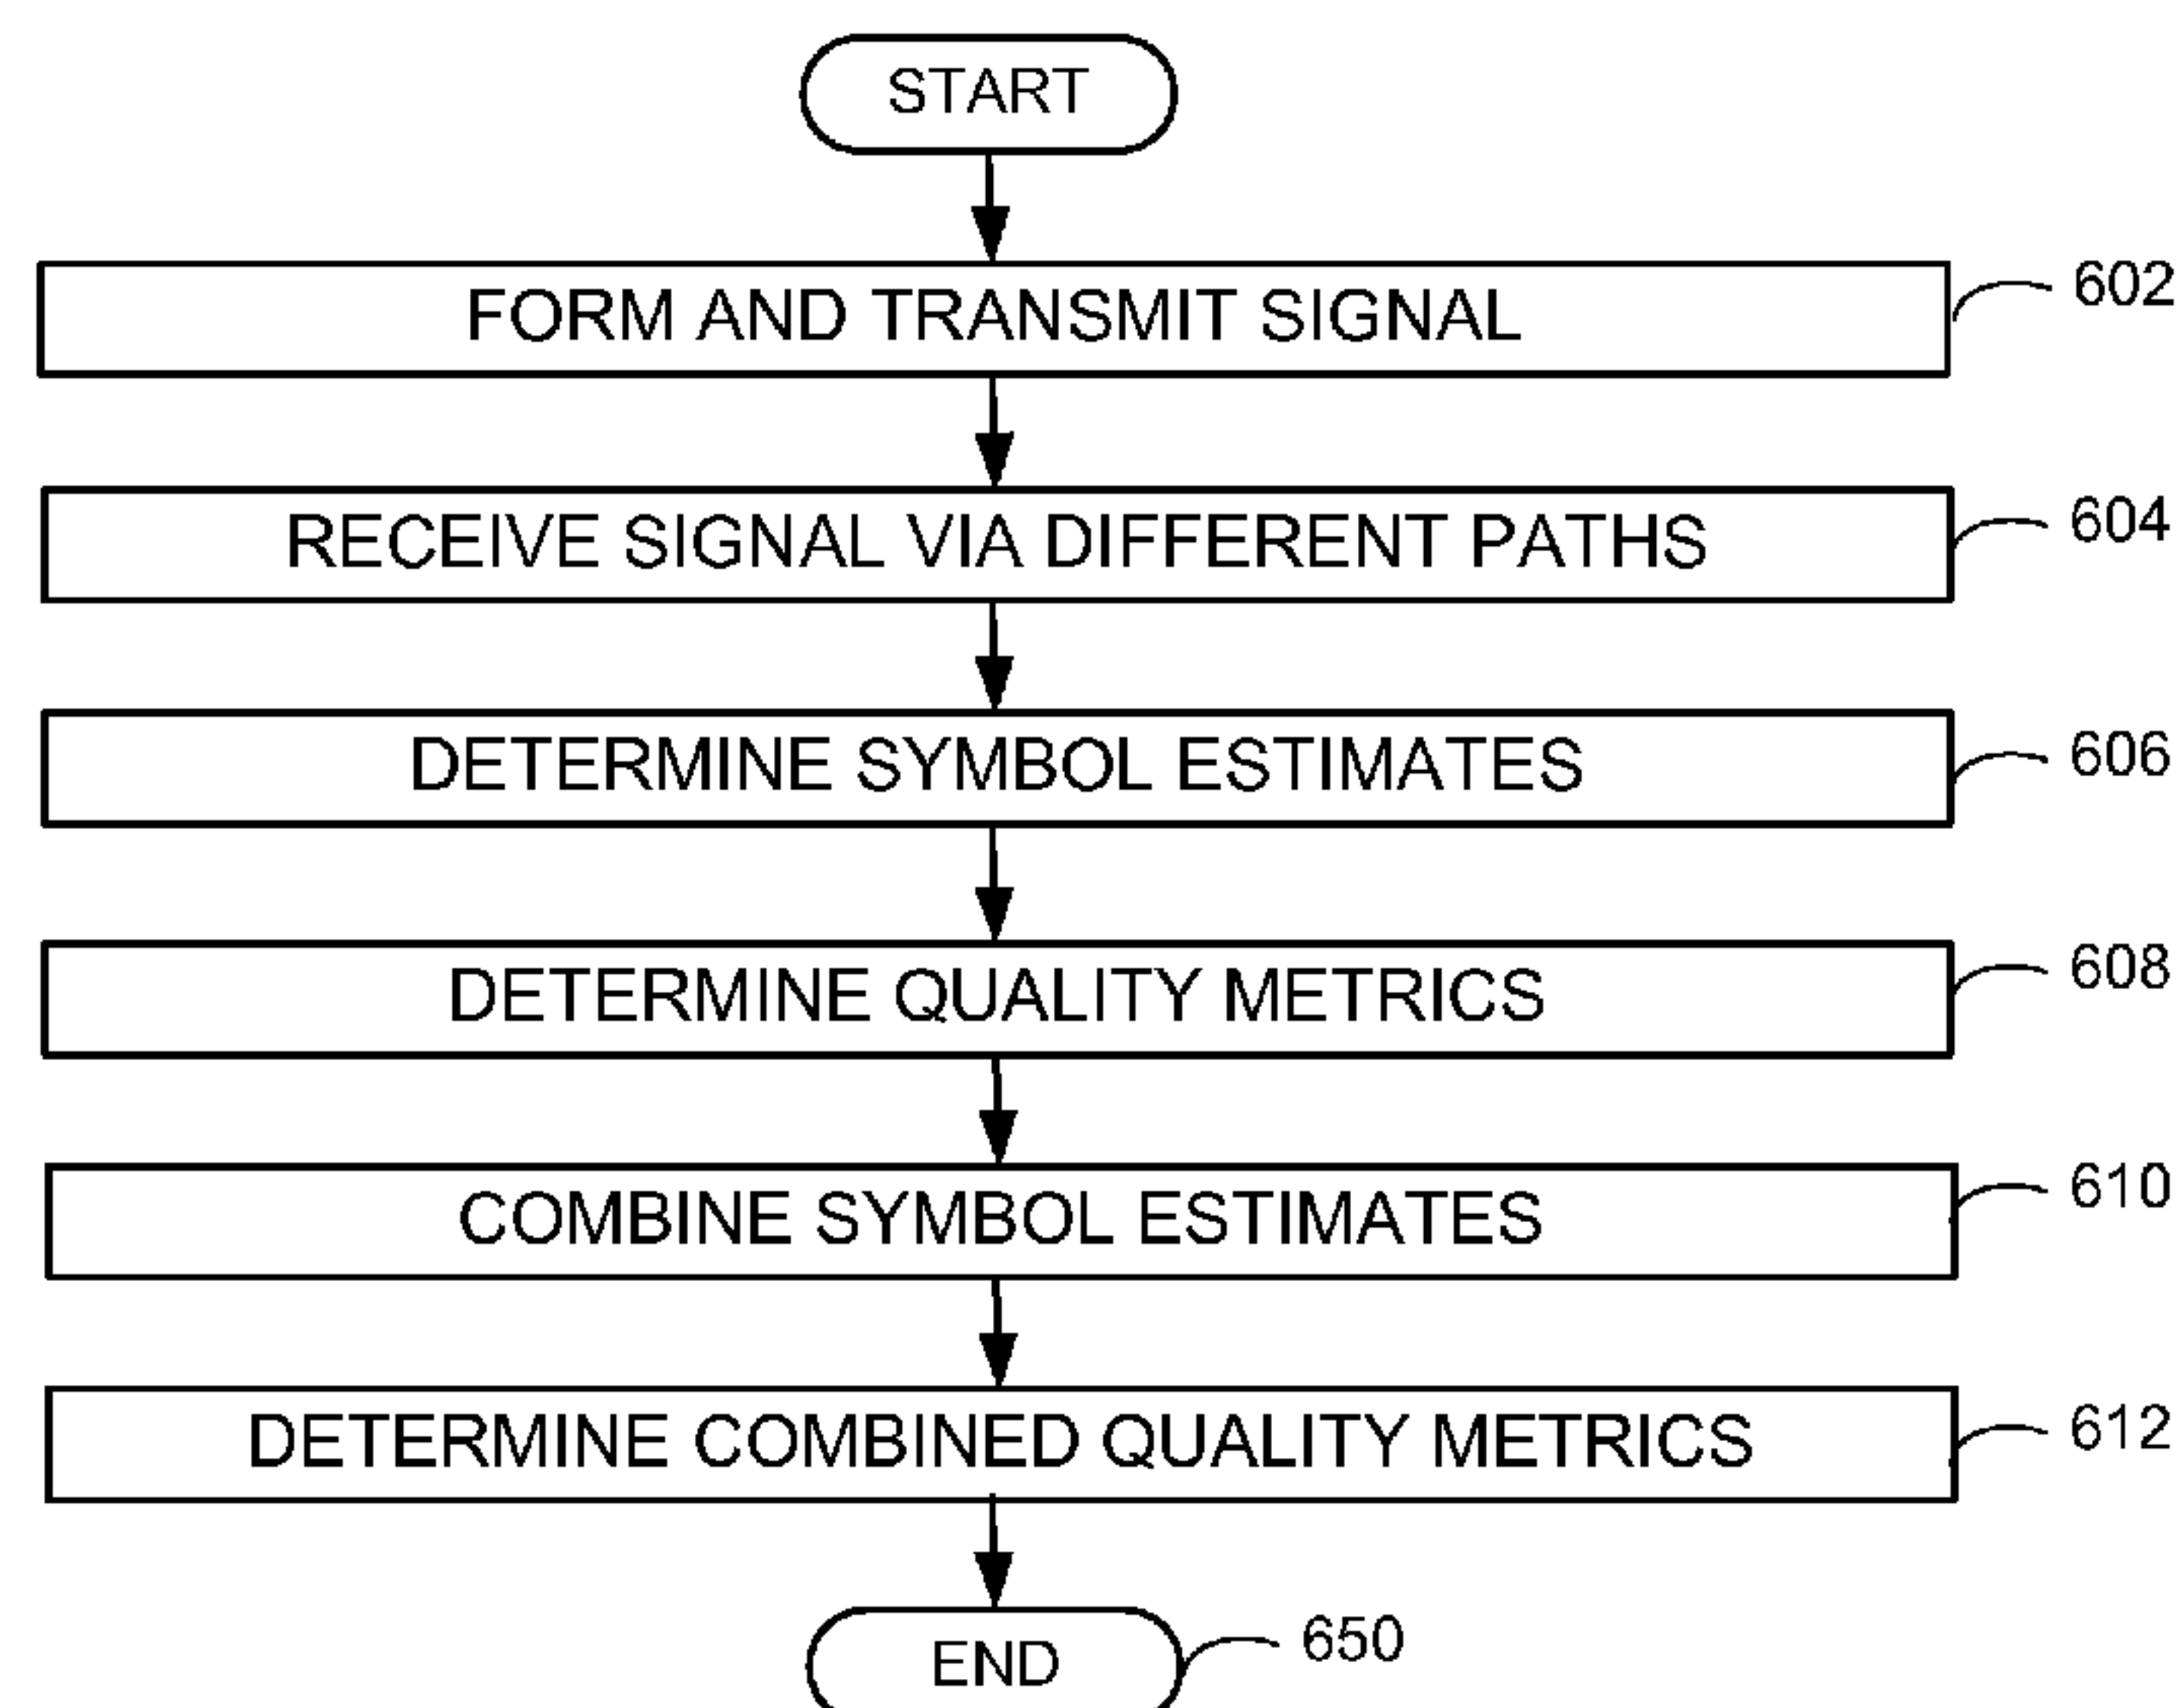 START
FORM AND TRANSMIT SIGNAL
602
RECEIVE SIGNAL VIA DIFFERENT PATHS
604
DETERMINE SYMBOL ESTIMATES
606
DETERMINE QUALITY METRICS
608
COMBINE SYMBOL ESTIMATES
610
DETERMINE COMBINED QUALITY METRICS
612
END
650